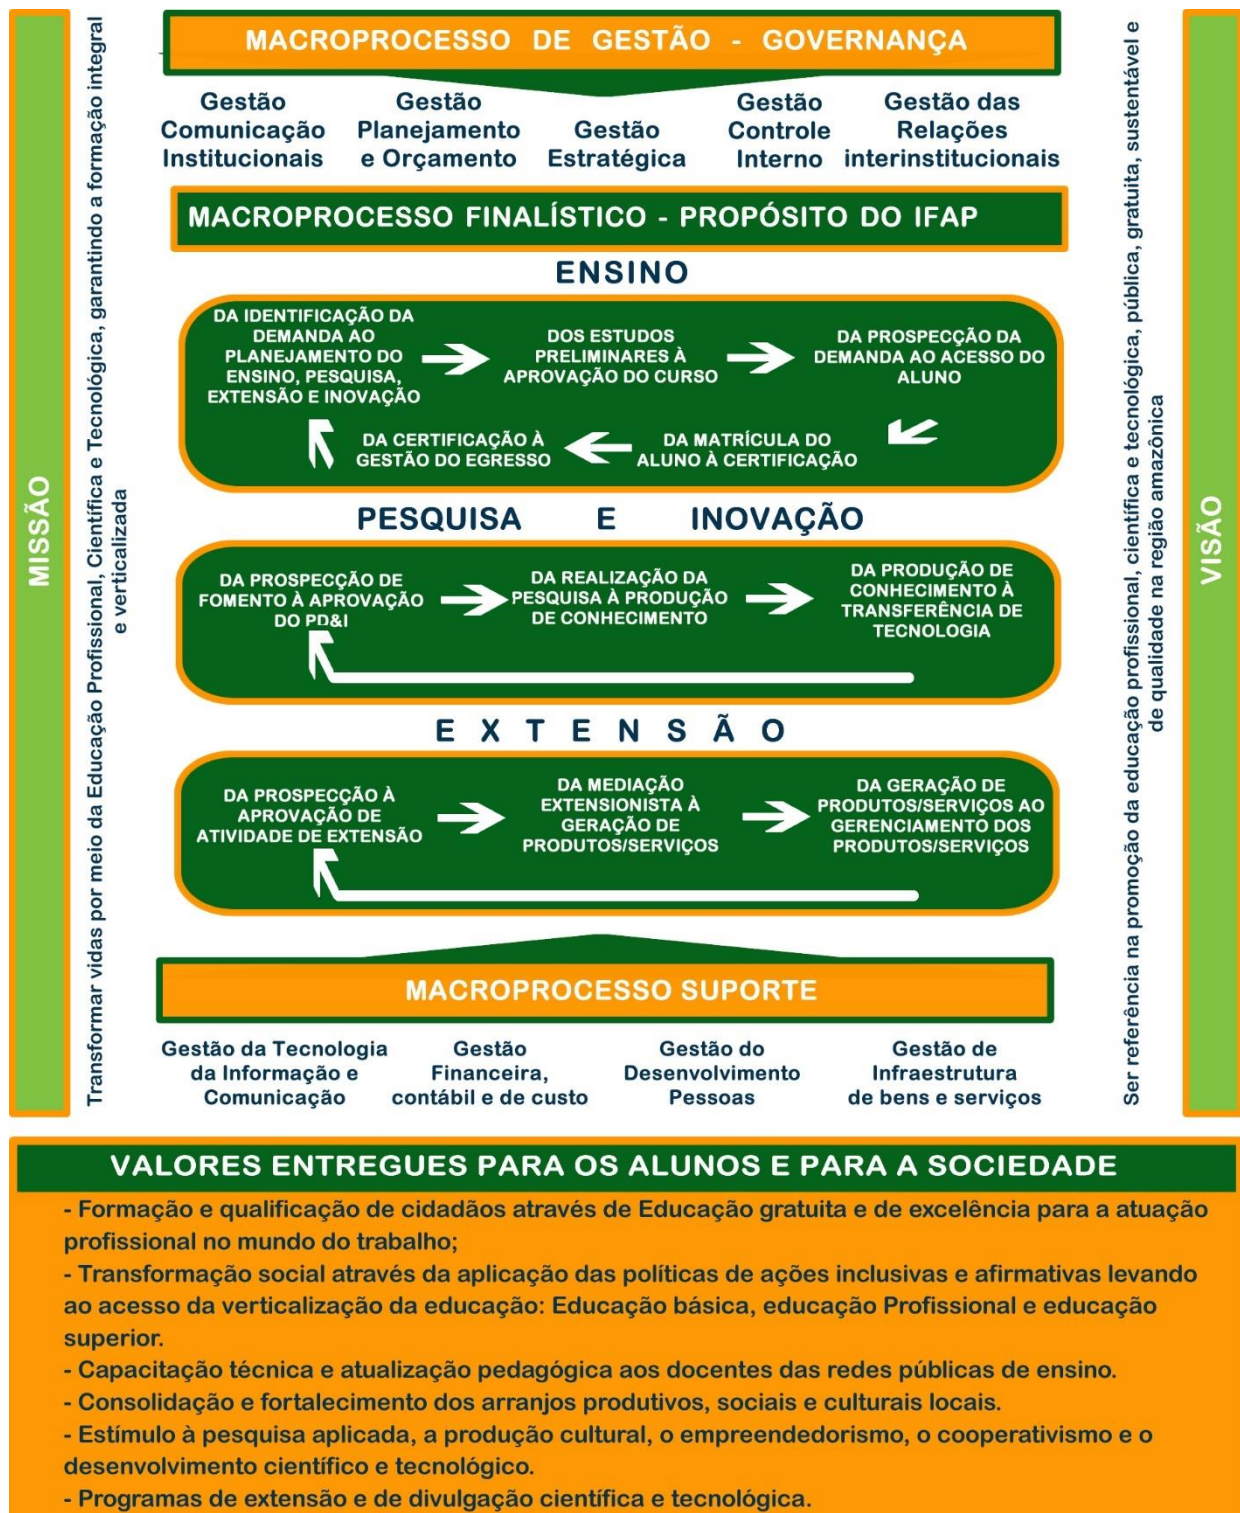 MISSÃO
Transformar vidas por meio da Educação Profissional, Científica e Tecnológica, garantindo a formação integral
e verticalizada
MACROPROCESSO DE GESTÃO - GOVERNANÇA
Gestão
Comunicação
Institucionais
Gestão
Planejamento
e Orçamento
Gestão
Estratégica
Gestão
Controle
Interno
Gestão das
Relações
interinstitucionais
MACROPROCESSO FINALÍSTICO - PROPÓSITO DO IFAP
ENSINO
DA IDENTIFICAÇÃO DA
DEMANDA AO
PLANEJAMENTO DO
ENSINO, PESQUISA,
EXTENSÃO E INOVAÇÃO
DOS ESTUDOS
PRELIMINARES À
APROVAÇÃO DO CURSO
DA PROSPECÇÃO DA
DEMANDA AO ACESSO DO
ALUNO
DA MATRÍCULA DO
ALUNO À CERTIFICAÇÃO
DA CERTIFICAÇÃO À
GESTÃO DO EGRESSO
PESQUISA E INOVAÇÃO
DA PROSPECÇÃO DE
FOMENTO À APROVAÇÃO
DO PD&I
DA REALIZAÇÃO DA
PESQUISA À PRODUÇÃO
DE CONHECIMENTO
DA PRODUÇÃO DE
CONHECIMENTO À
TRANSFERÊNCIA DE
TECNOLOGIA
EXTENSÃO
DA PROSPECÇÃO À
APROVAÇÃO DE
ATIVIDADE DE EXTENSÃO
DA MEDIAÇÃO
EXTENSIONISTA À
GERAÇÃO DE
PRODUTOS/SERVIÇOS
DA GERAÇÃO DE
PRODUTOS/SERVIÇOS AO
GERENCIAMENTO DOS
PRODUTOS/SERVIÇOS
MACROPROCESSO SUPORTE
Gestão da Tecnologia
da Informação e
Comunicação
Gestão
Financeira,
contábil e de custo
Gestão do
Desenvolvimento
Pessoas
Gestão de
Infraestrutura
de bens e serviços
Ser referência na promoção da educação profissional, científica e tecnológica, pública, gratuita, sustentável e
de qualidade na região amazônica
VISÃO
VALORES ENTREGUES PARA OS ALUNOS E PARA A SOCIEDADE
- Formação e qualificação de cidadãos através de Educação gratuita e de excelência para a atuação
profissional no mundo do trabalho;
- Transformação social através da aplicação das políticas de ações inclusivas e afirmativas levando
ao acesso da verticalização da educação: Educação básica, educação Profissional e educação
superior.
- Capacitação técnica e atualização pedagógica aos docentes das redes públicas de ensino.
- Consolidação e fortalecimento dos arranjos produtivos, sociais e culturais locais.
- Estímulo à pesquisa aplicada, a produção cultural, o empreendedorismo, o cooperativismo e o
desenvolvimento científico e tecnológico.
- Programas de extensão e de divulgação científica e tecnológica.